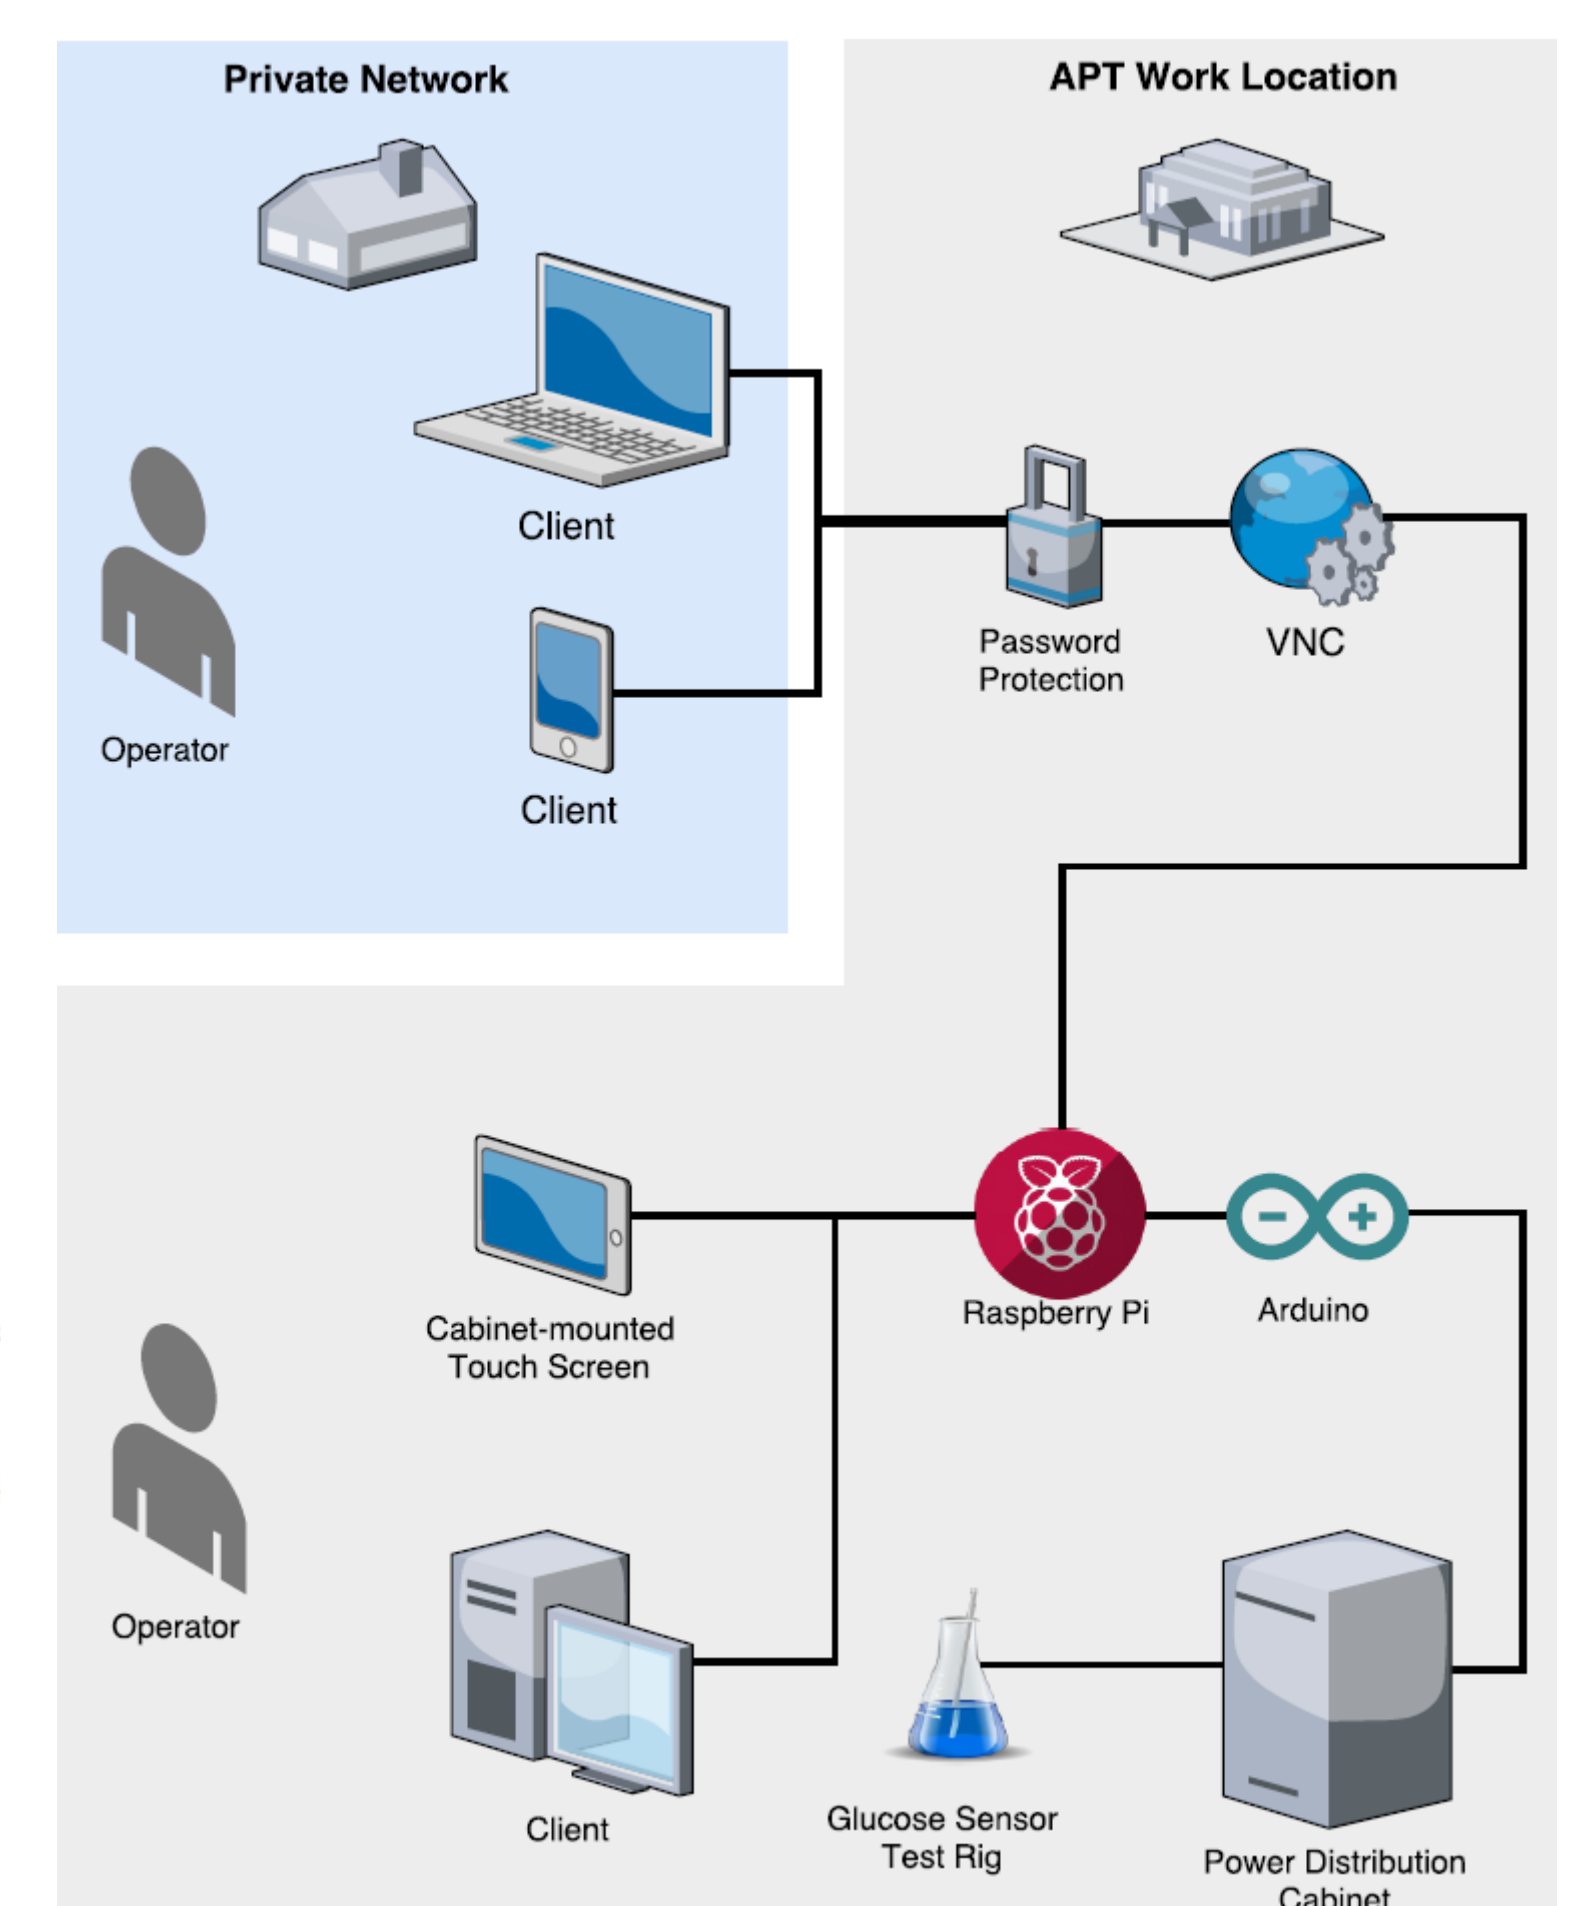 Private Network
APT Work Location
Client
Password
Protection
VNC
Operator
Client
Cabinet-mounted
Touch Screen
Raspberry Pi
Arduino
Operator
Client
Glucose Sensor
Test Rig
Power Distribution
Cabinet